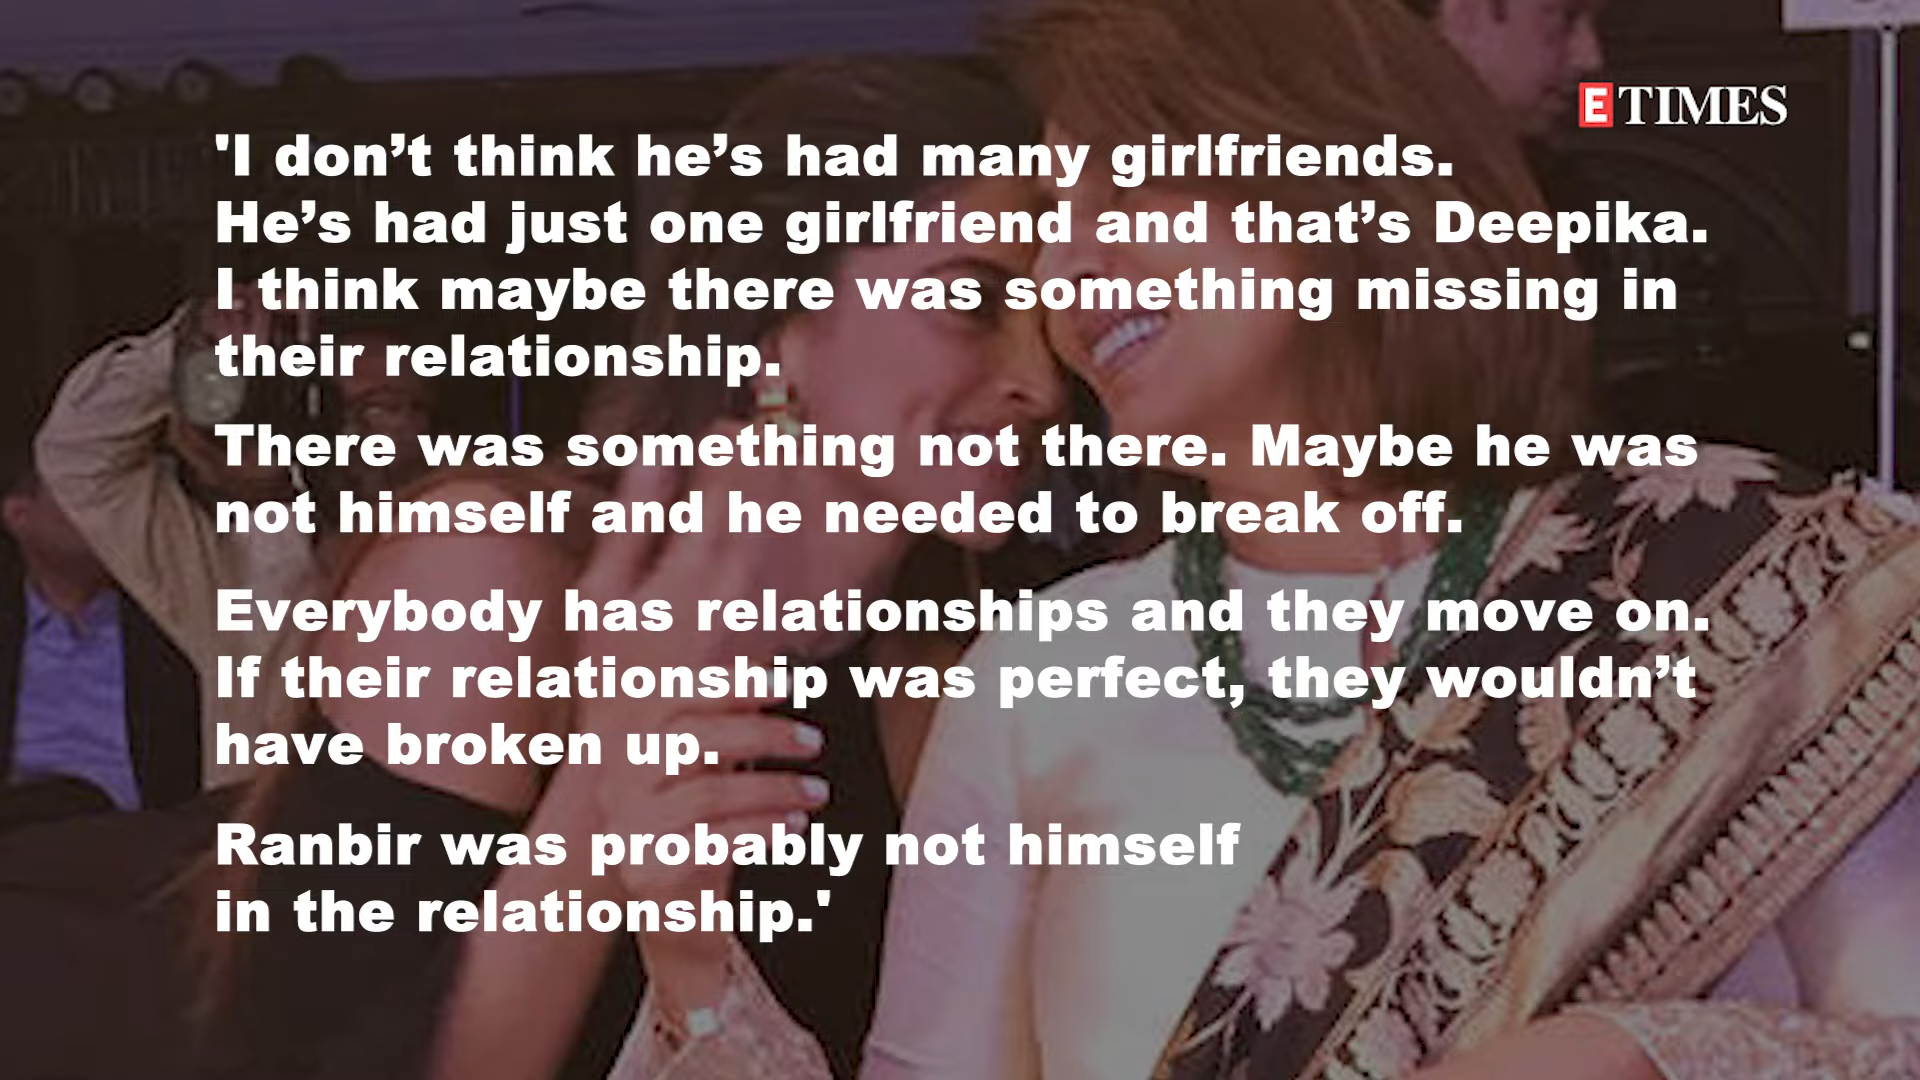 E TIMES
'I don’t think he’s had many girlfriends.
He’s had just one girlfriend and that’s Deepika.
I think maybe there was something missing in
their relationship.
There was something not there. Maybe he was
not himself and he needed to break off.
Everybody has relationships and they move on.
If their relationship was perfect, they wouldn’t
have broken up.
Ranbir was probably not himself
in the relationship.'